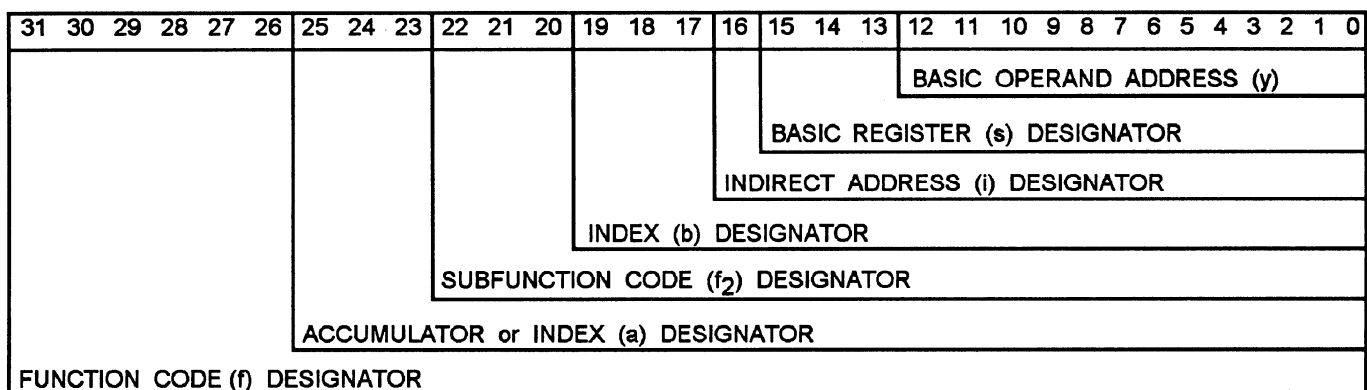 31 30 29 28 27 26 25 24 23 22 21 20 19 18 17 16 15 14 13 12 11 10 9 8 7 6 5 4 3 2 1 0
BASIC OPERAND ADDRESS (y)
BASIC REGISTER (s) DESIGNATOR
INDIRECT ADDRESS (i) DESIGNATOR
INDEX (b) DESIGNATOR
SUBFUNCTION CODE (f₂) DESIGNATOR
ACCUMULATOR or INDEX (a) DESIGNATOR
FUNCTION CODE (f) DESIGNATOR